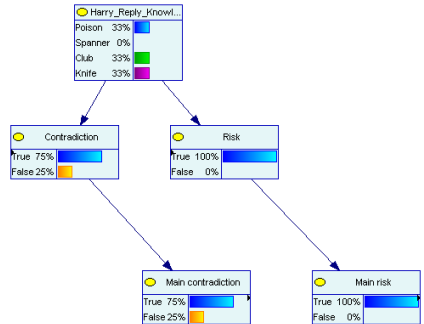 Harry_Reply_Knowl...
Poison 33%
Spanner 0%
Club 33%
Knife 33%
Contradiction
True 75%
False 25%
Risk
True 100%
False 0%
Main contradiction
True 75%
False 25%
Main risk
True 100%
False 0%